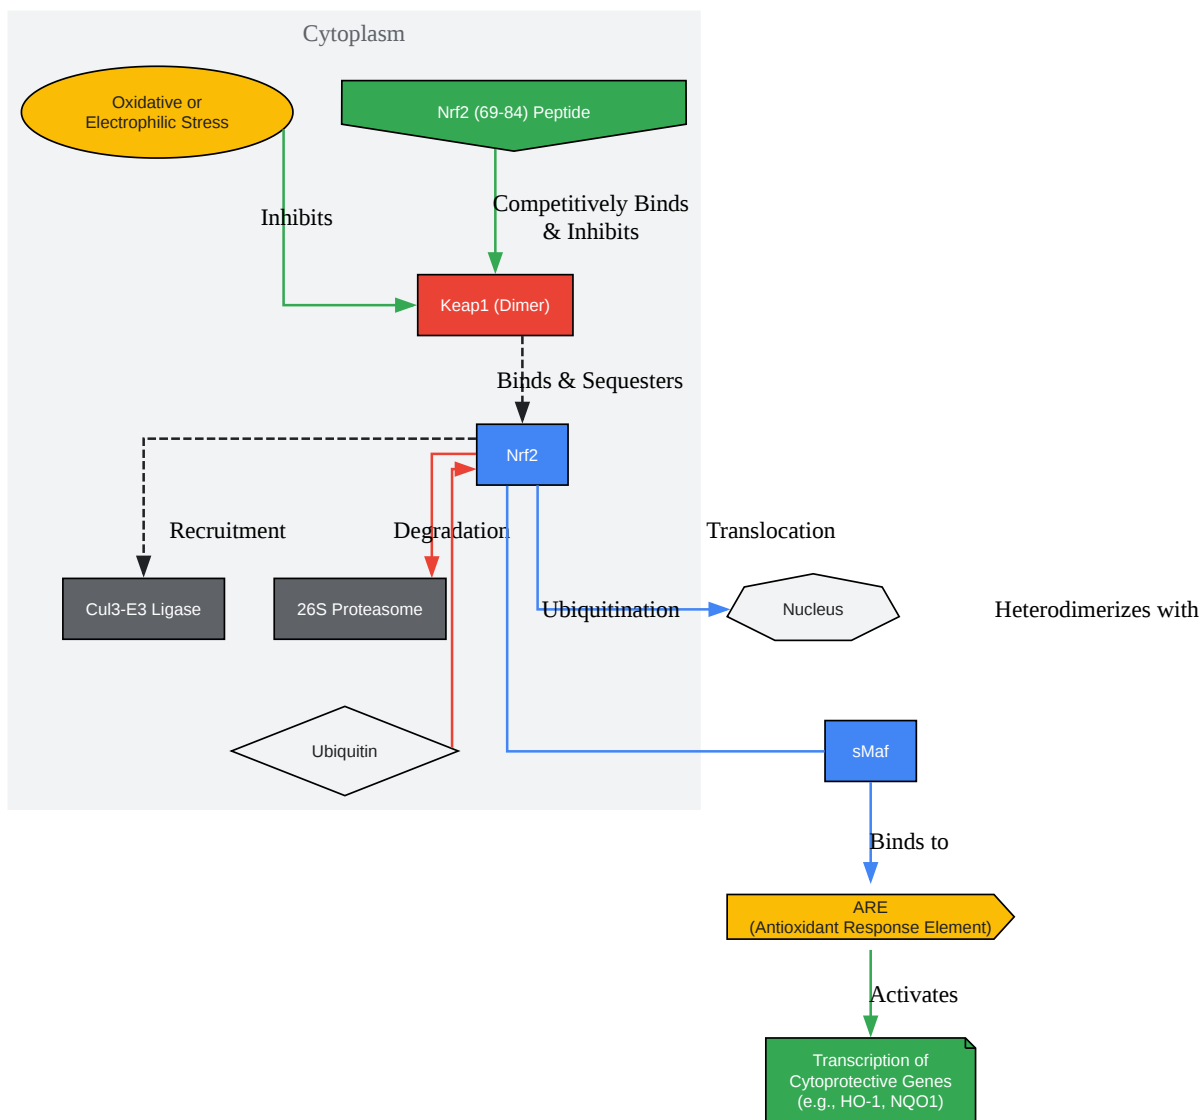 Cytoplasm
Oxidative or
Electrophilic Stress
Nrf2 (69-84) Peptide
Inhibits
Competitively Binds
& Inhibits
Keap1 (Dimer)
Binds & Sequesters
Nrf2
Recruitment
Degradation
Translocation
Cul3-E3 Ligase
26S Proteasome
Ubiquitination
Nucleus
Heterodimerizes with
Ubiquitin
sMaf
Binds to
ARE
(Antioxidant Response Element)
Activates
Transcription of
Cytoprotective Genes
(e.g., HO-1, NQO1)